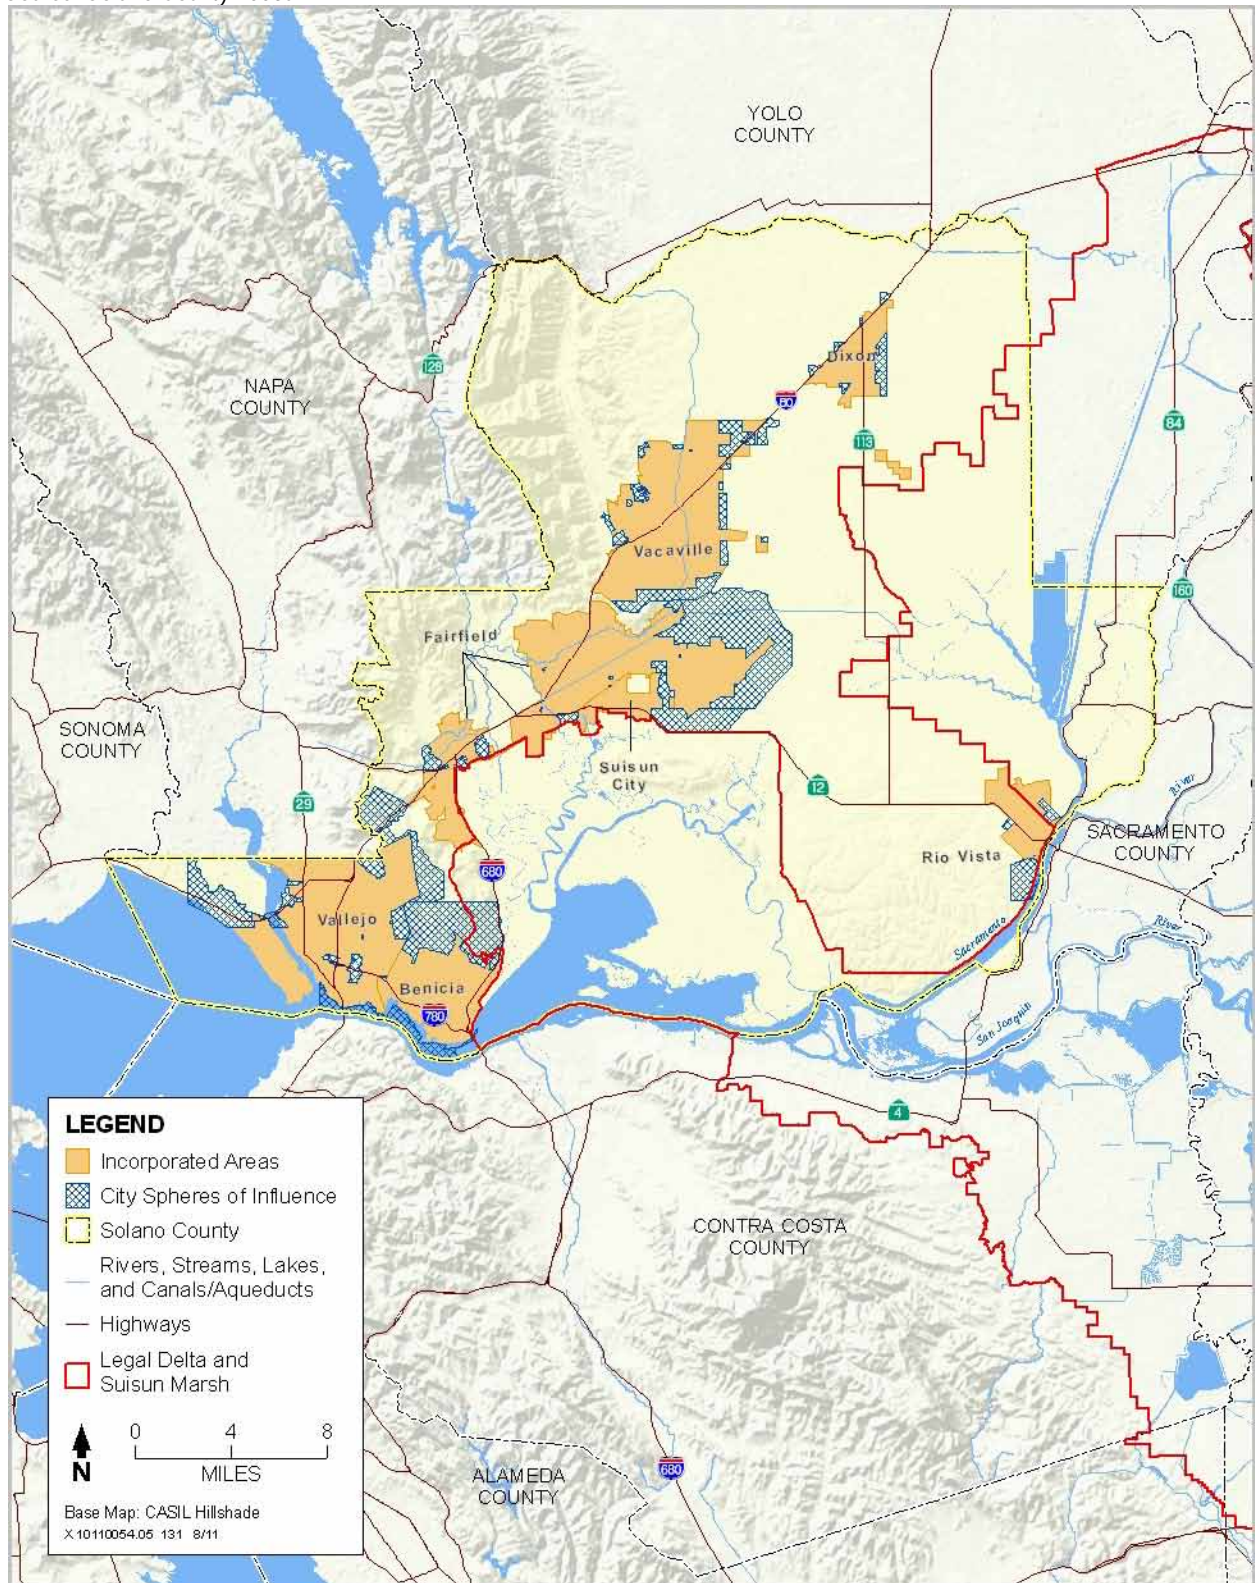 YOLO
COUNTY
128
NAPA
COUNTY
Dixon
80
113
84
Vacaville
160
Fairfield
SONOMA
COUNTY
Suisun
City
29
12
River
SACRAMENTO
COUNTY
Rio Vista
680
Vallejo
Sacramento
River
Benicia
780
San Joaquin
4
LEGEND
Incorporated Areas
City Spheres of Influence
Solano County
Rivers, Streams, Lakes,
and Canals/Aqueducts
Highways
Legal Delta and
Suisun Marsh
0 4 8
MILES
N
Base Map: CASIL Hillshade
X 10110054.05 131 8/11
CONTRA COSTA
COUNTY
ALAMEDA
COUNTY
680